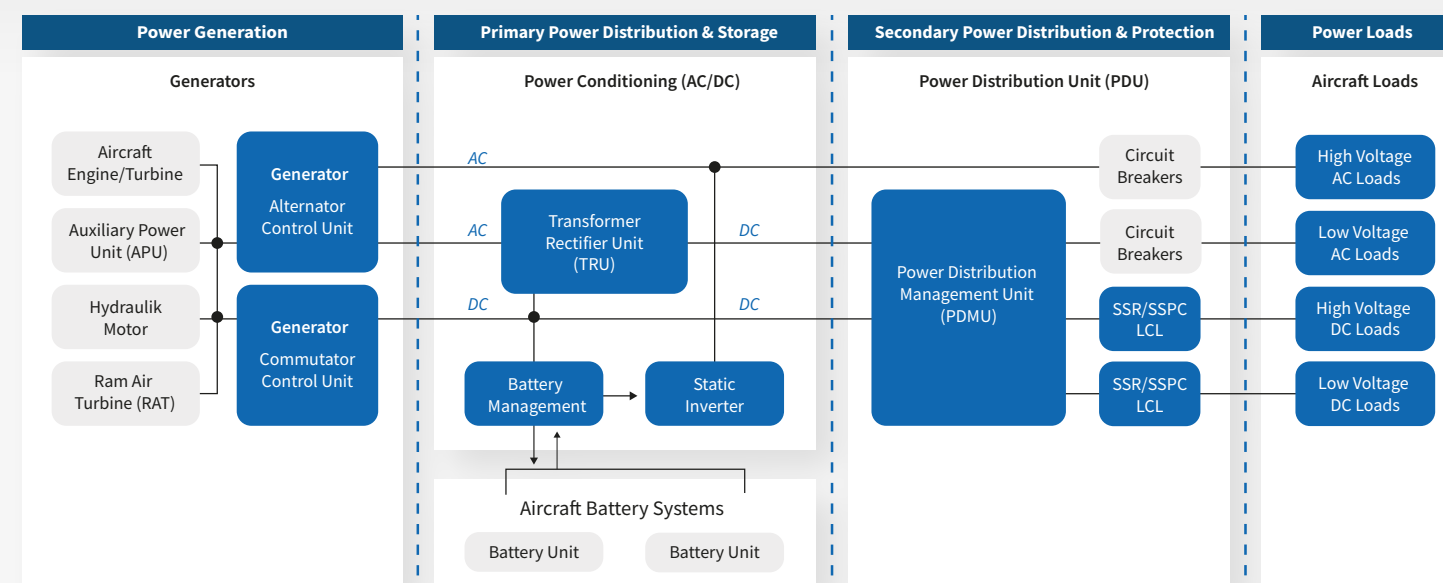 Power Generation
Generators
Aircraft
Engine/Turbine
Auxiliary Power
Unit (APU)
Hydraulik
Motor
Ram Air
Turbine (RAT)
Generator
Alternator
Control Unit
Generator
Commutator
Control Unit
Primary Power Distribution & Storage
Power Conditioning (AC/DC)
AC
AC
DC
Transformer
Rectifier Unit
(TRU)
DC
DC
Battery
Management
Static
Inverter
Aircraft Battery Systems
Battery Unit
Battery Unit
Secondary Power Distribution & Protection
Power Distribution Unit (PDU)
Power Distribution
Management Unit
(PDMU)
Circuit
Breakers
Circuit
Breakers
SSR/SSPC
LCL
SSR/SSPC
LCL
Power Loads
Aircraft Loads
High Voltage
AC Loads
Low Voltage
AC Loads
High Voltage
DC Loads
Low Voltage
DC Loads